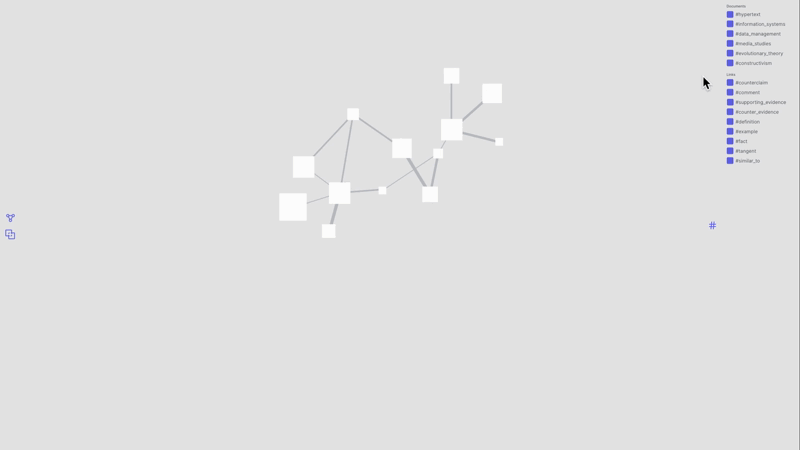 Documents
#hypertext
#information_systems
#data_management
#media_studies
#evolutionary_theory
#constructivism
Links
#counterclaim
#comment
#supporting_evidence
#counter_evidence
#definition
#example
#fact
#tangent
#similar_to
#